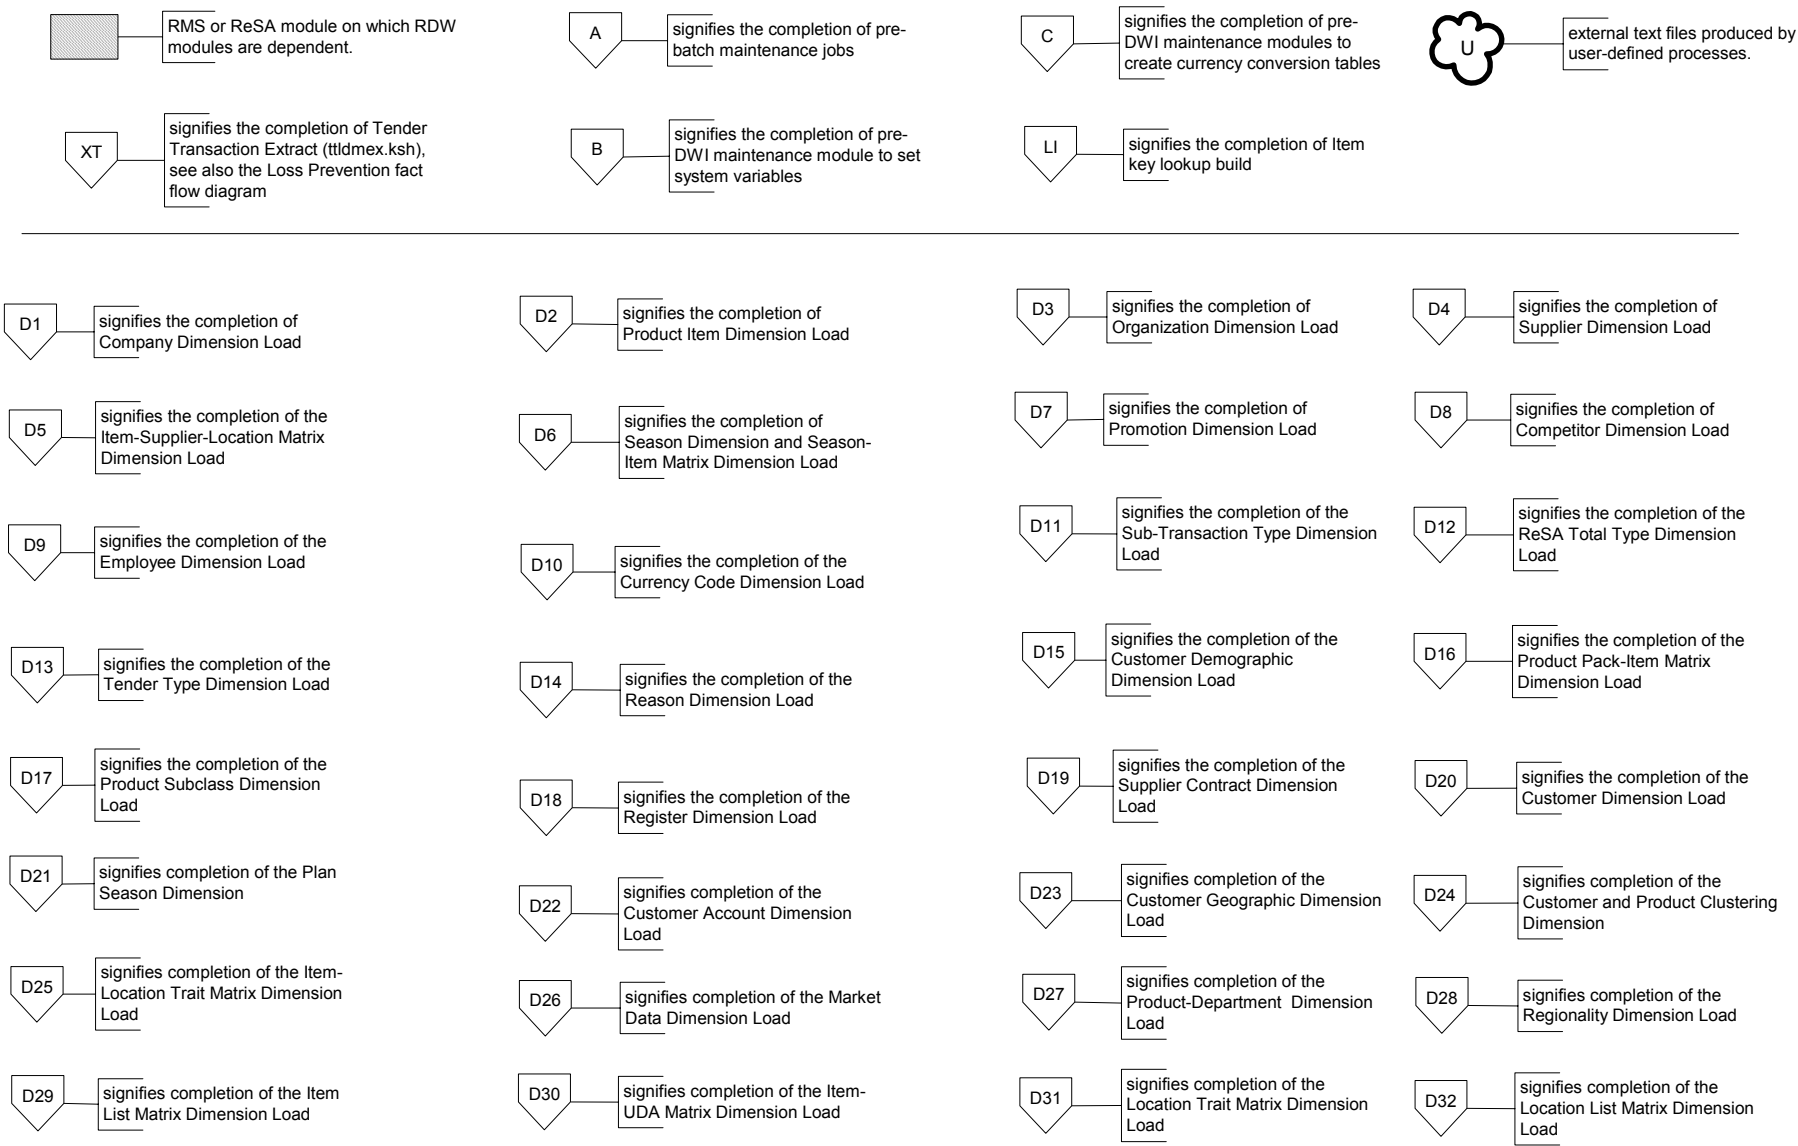 RMS or ReSA module on which RDW
modules are dependent.
A
signifies the completion of pre-
batch maintenance jobs
C
signifies the completion of pre-
DWI maintenance modules to
create currency conversion tables
U
external text files produced by
user-defined processes.
XT
signifies the completion of Tender
Transaction Extract (ttldmex.ksh),
see also the Loss Prevention fact
flow diagram
B
signifies the completion of pre-
DWI maintenance module to set
system variables
LI
signifies the completion of Item
key lookup build
D1
signifies the completion of
Company Dimension Load
D2
signifies the completion of
Product Item Dimension Load
D3
signifies the completion of
Organization Dimension Load
D4
signifies the completion of
Supplier Dimension Load
D5
signifies the completion of the
Item-Supplier-Location Matrix
Dimension Load
D6
signifies the completion of
Season Dimension and Season-
Item Matrix Dimension Load
D7
signifies the completion of
Promotion Dimension Load
D8
signifies the completion of
Competitor Dimension Load
D9
signifies the completion of the
Employee Dimension Load
D10
signifies the completion of the
Currency Code Dimension Load
D11
signifies the completion of the
Sub-Transaction Type Dimension
Load
D12
signifies the completion of the
ReSA Total Type Dimension
Load
D13
signifies the completion of the
Tender Type Dimension Load
D14
signifies the completion of the
Reason Dimension Load
D15
signifies the completion of the
Customer Demographic
Dimension Load
D16
signifies the completion of the
Product Pack-Item Matrix
Dimension Load
D17
signifies the completion of the
Product Subclass Dimension
Load
D18
signifies the completion of the
Register Dimension Load
D19
signifies the completion of the
Supplier Contract Dimension
Load
D20
signifies the completion of the
Customer Dimension Load
D21
signifies completion of the Plan
Season Dimension
D22
signifies completion of the
Customer Account Dimension
Load
D23
signifies completion of the
Customer Geographic Dimension
Load
D24
signifies completion of the
Customer and Product Clustering
Dimension
D25
signifies completion of the Item-
Location Trait Matrix Dimension
Load
D26
signifies completion of the Market
Data Dimension Load
D27
signifies completion of the
Product-Department Dimension
Load
D28
signifies completion of the
Regionality Dimension Load
D29
signifies completion of the Item
List Matrix Dimension Load
D30
signifies completion of the Item-
UDA Matrix Dimension Load
D31
signifies completion of the
Location Trait Matrix Dimension
Load
D32
signifies completion of the
Location List Matrix Dimension
Load